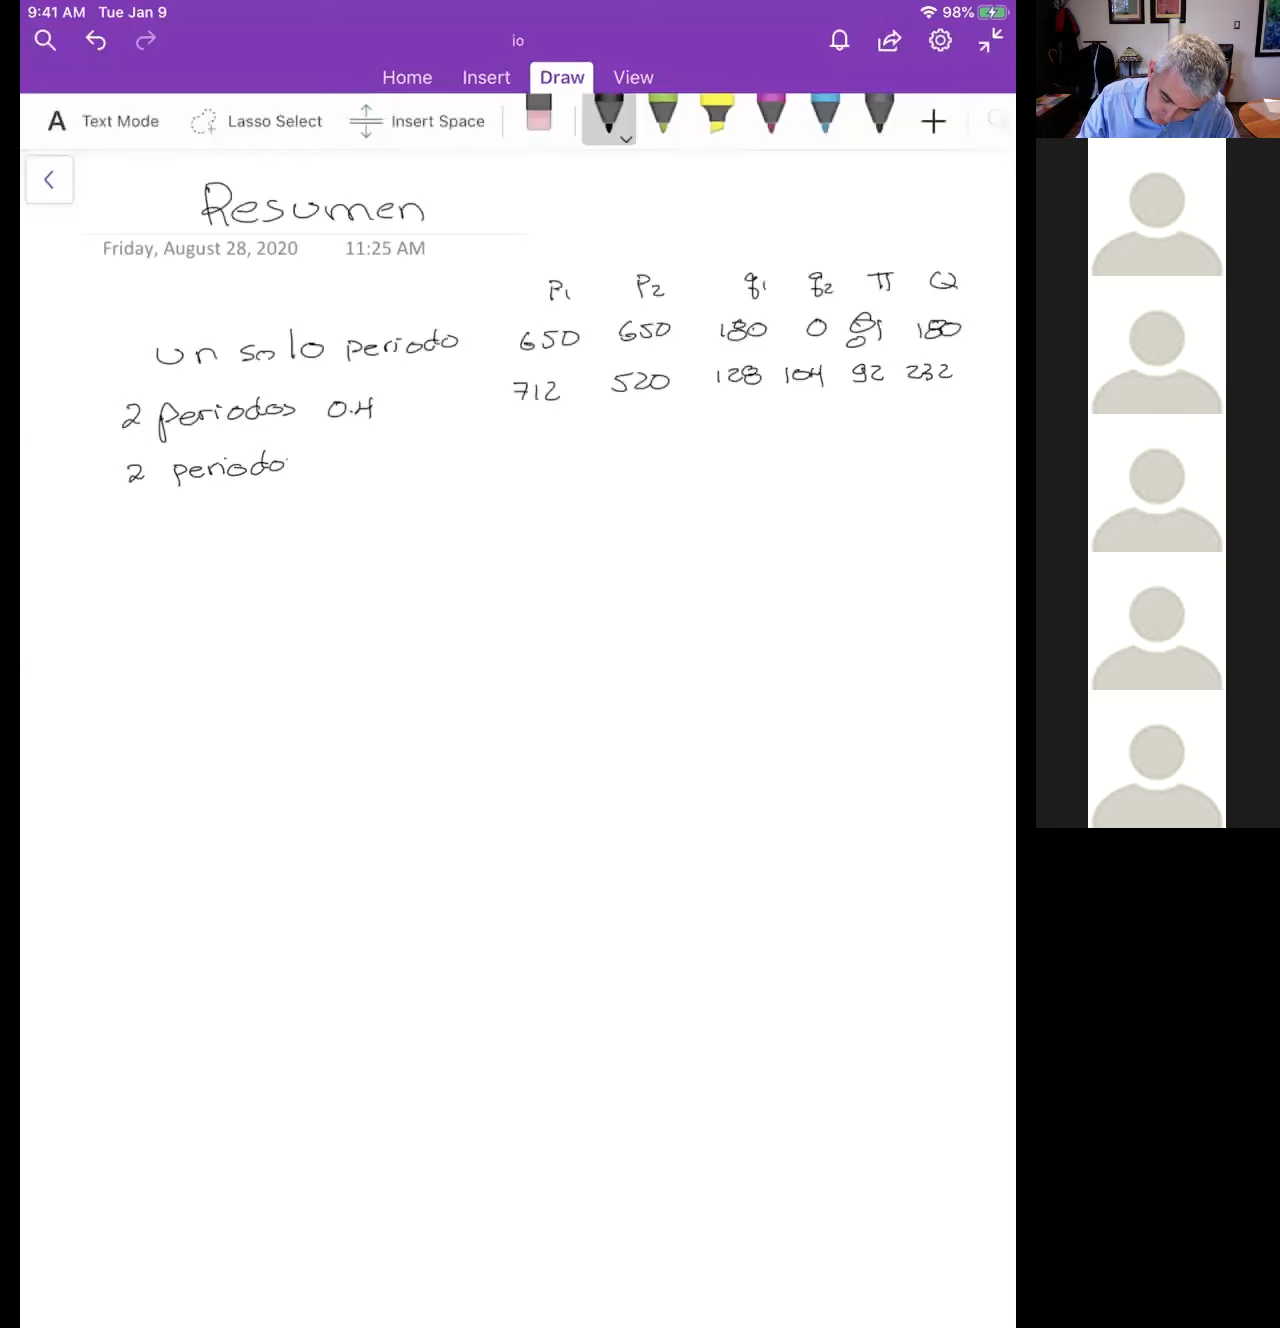 9:41 AM Tue Jan 9 98%
io
Home Insert Draw View
A Text Mode Lasso Select Insert Space
Resumen
Friday, August 28, 2020 11:25 AM
P1 P2 q1 q2 π Q
un solo periodo 650 650 180 0 81 180
2 periodos 0.4 712 520 128 104 92 232
2 periodo